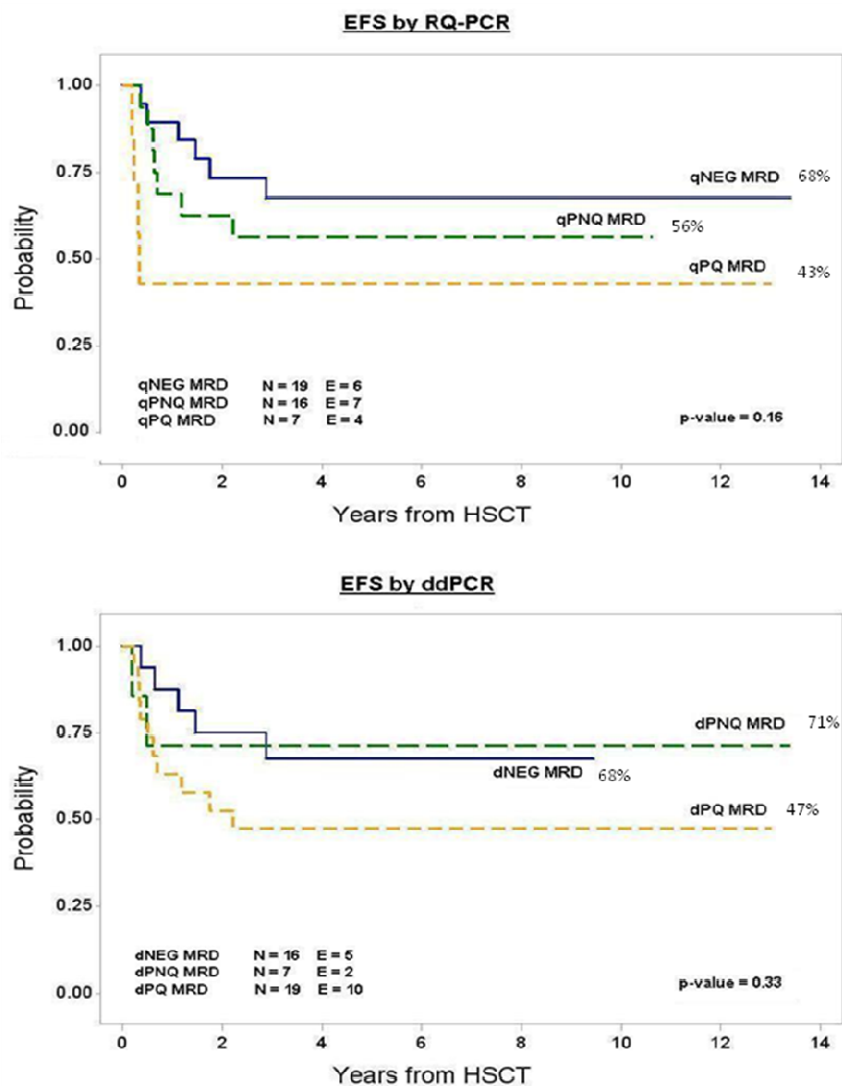 EFS by RQ-PCR
Probability
1.00
0.75
0.50
0.25
0.00
qNEG MRD 68%
qPNQ MRD 56%
qPQ MRD 43%
qNEG MRD N = 19 E = 6
qPNQ MRD N = 16 E = 7
qPQ MRD N = 7 E = 4
p-value = 0.16
0 2 4 6 8 10 12 14
Years from HSCT
EFS by ddPCR
Probability
1.00
0.75
0.50
0.25
0.00
dPNQ MRD 71%
dNEG MRD 68%
dPQ MRD 47%
dNEG MRD N = 16 E = 5
dPNQ MRD N = 7 E = 2
dPQ MRD N = 19 E = 10
p-value = 0.33
0 2 4 6 8 10 12 14
Years from HSCT